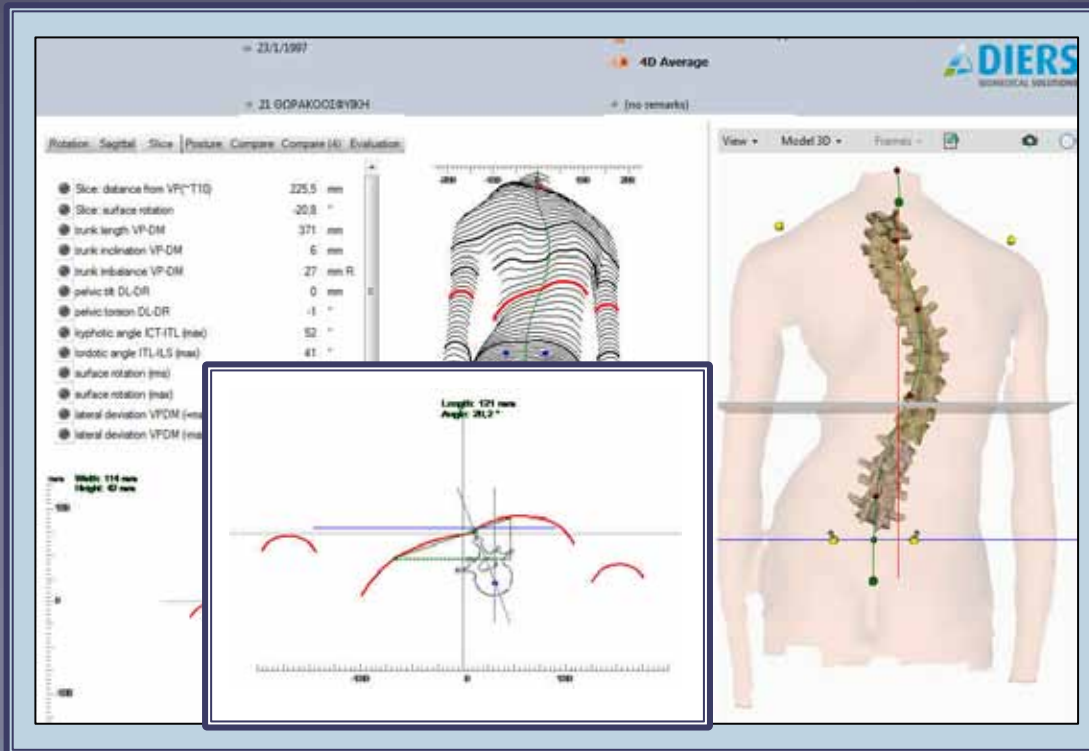 23/1/1997
4D Average
DIERS
BIOMEDICAL SOLUTIONS
21 ΘΩΡΑΚΟΟΣΦΥΙΚΗ
(no remarks)
Rotation Sagittal Slice Posture Compare Compare (4) Evaluation
View Model 3D Frames
Slice: distance from VP(~T10) 225,5 mm
Slice: surface rotation -20,8 °
trunk length VP-DM 371 mm
trunk inclination VP-DM 6 mm
trunk imbalance VP-DM 27 mm R
pelvic tilt DL-DR 0 mm
pelvic torsion DL-DR -1 °
kyphotic angle ICT-ITL (max) 52 °
lordotic angle ITL-ILS (max) 41 °
surface rotation (rms)
surface rotation (max)
lateral deviation VPDM
lateral deviation VPDM
-200 -100 100 200
mm Width: 114 mm
Height: 42 mm
100
0
-100
Length: 121 mm
Angle: 20,2 °
-100 0 100